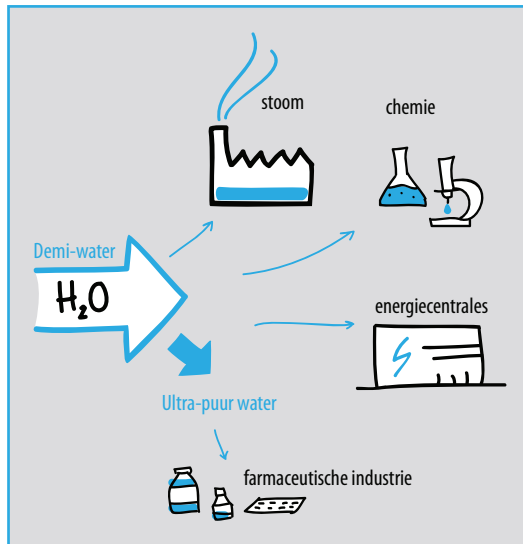 stoom
chemie
Demi-water
H₂O
energiecentrales
Ultra-puur water
farmaceutische industrie